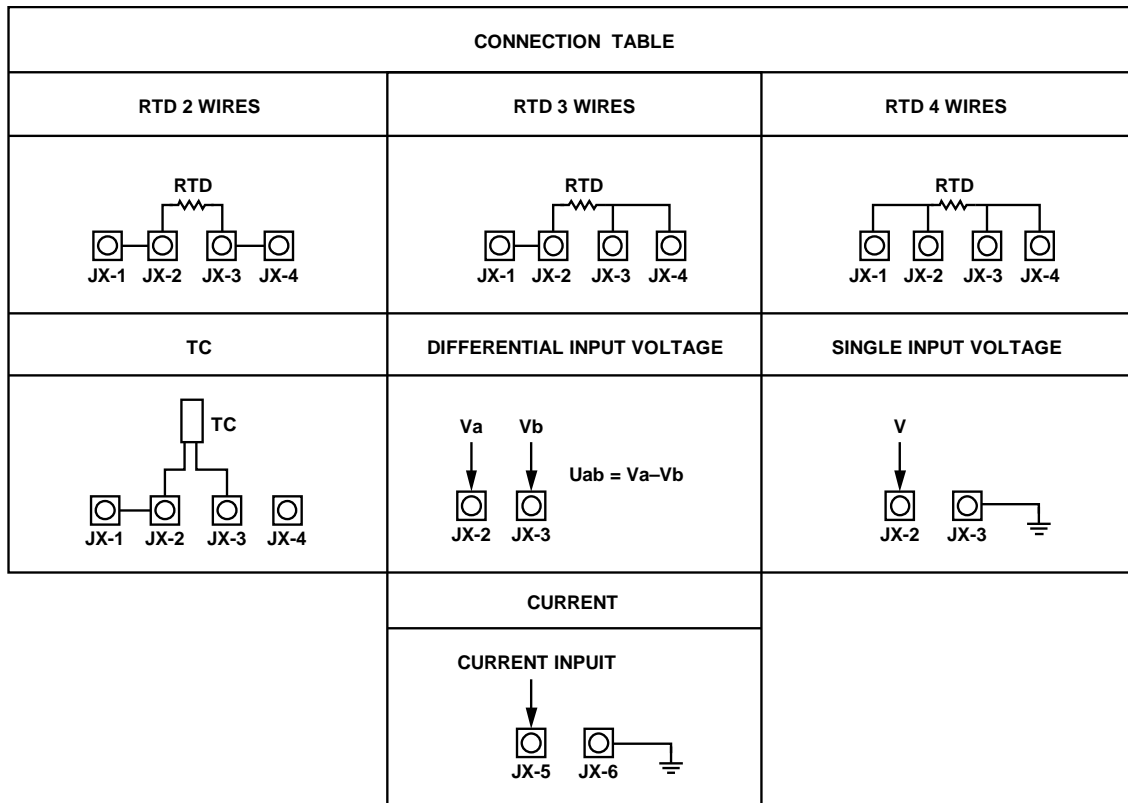 CONNECTION TABLE
RTD 2 WIRES
RTD 3 WIRES
RTD 4 WIRES
RTD
JX-1 JX-2 JX-3 JX-4
RTD
JX-1 JX-2 JX-3 JX-4
RTD
JX-1 JX-2 JX-3 JX-4
TC
DIFFERENTIAL INPUT VOLTAGE
SINGLE INPUT VOLTAGE
TC
JX-1 JX-2 JX-3 JX-4
Va Vb
Uab = Va–Vb
JX-2 JX-3
V
JX-2 JX-3
CURRENT
CURRENT INPUIT
JX-5 JX-6